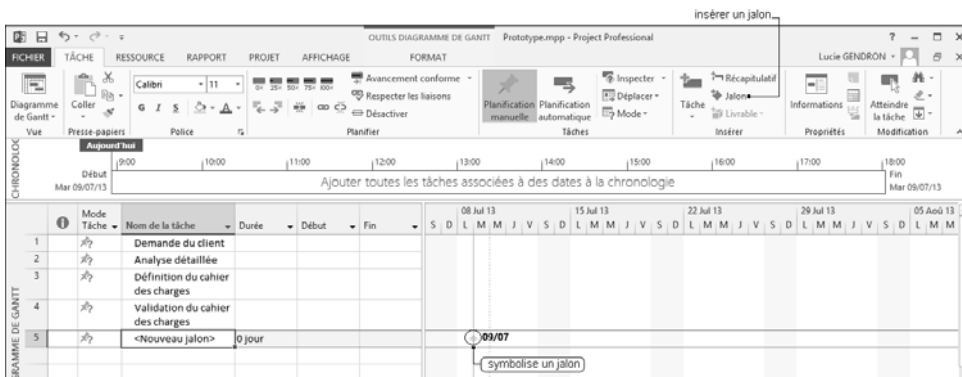 insérer un jalon
OUTILS DIAGRAMME DE GANTT Prototype.mpp - Project Professional
FICHIER TÂCHE RESSOURCE RAPPORT PROJET AFFICHAGE FORMAT Lucie GENDRON
Calibri 11 Avancement conforme Inspecter Récapitulatif
0% 25% 50% 75% 100%
Respecter les liaisons Déplacer Jalon
Diagramme de Gantt Coller G I S A Désactiver Planification manuelle Planification automatique Mode Tâche Livrable Informations Atteindre la tâche
Vue Presse-papiers Police Planifier Tâches Insérer Propriétés Modification
Aujourd'hui
9:00 10:00 11:00 12:00 13:00 14:00 15:00 16:00 17:00 18:00
Début Ajouter toutes les tâches associées à des dates à la chronologie Fin
Mar 09/07/13 Mar 09/07/13
CHRONOLOG
Mode Tâche Nom de la tâche Durée Début Fin
08 Jul 13 15 Jul 13 22 Jul 13 29 Jul 13 05 Aoû 13
S D L M M J V S D L M M J V S D L M M J V S D L M M J V S D L M M
1 Demande du client
2 Analyse détaillée
3 Définition du cahier des charges
4 Validation du cahier des charges
5 <Nouveau jalon> 0 jour 09/07
symbolise un jalon
GRAMME DE GANTT